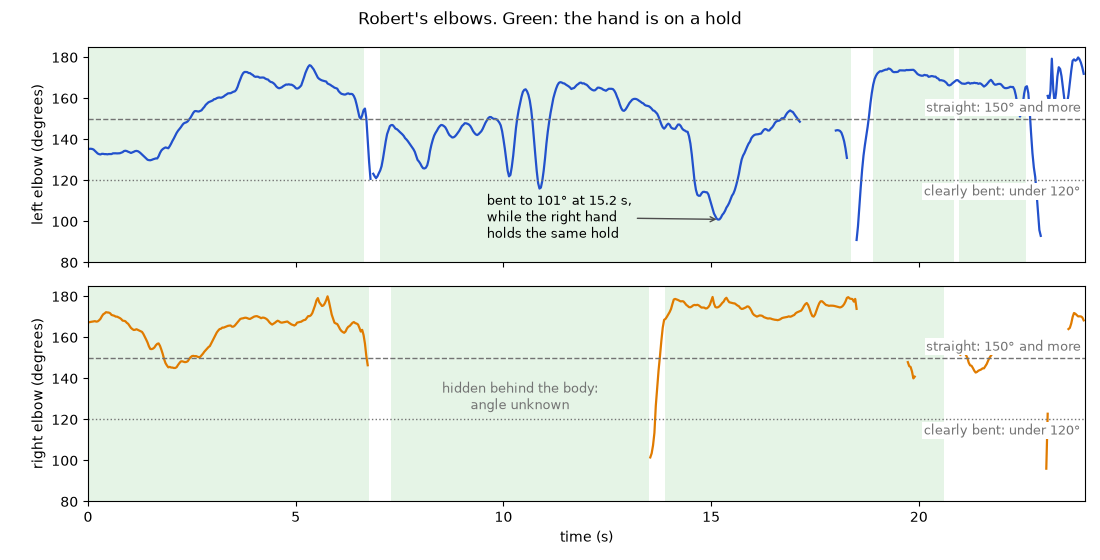 Robert's elbows. Green: the hand is on a hold
180
160
140
120
100
80
left elbow (degrees)
straight: 150° and more
clearly bent: under 120°
bent to 101° at 15.2 s,
while the right hand
holds the same hold
180
160
140
120
100
80
right elbow (degrees)
straight: 150° and more
hidden behind the body:
angle unknown
clearly bent: under 120°
0
5
10
15
20
time (s)